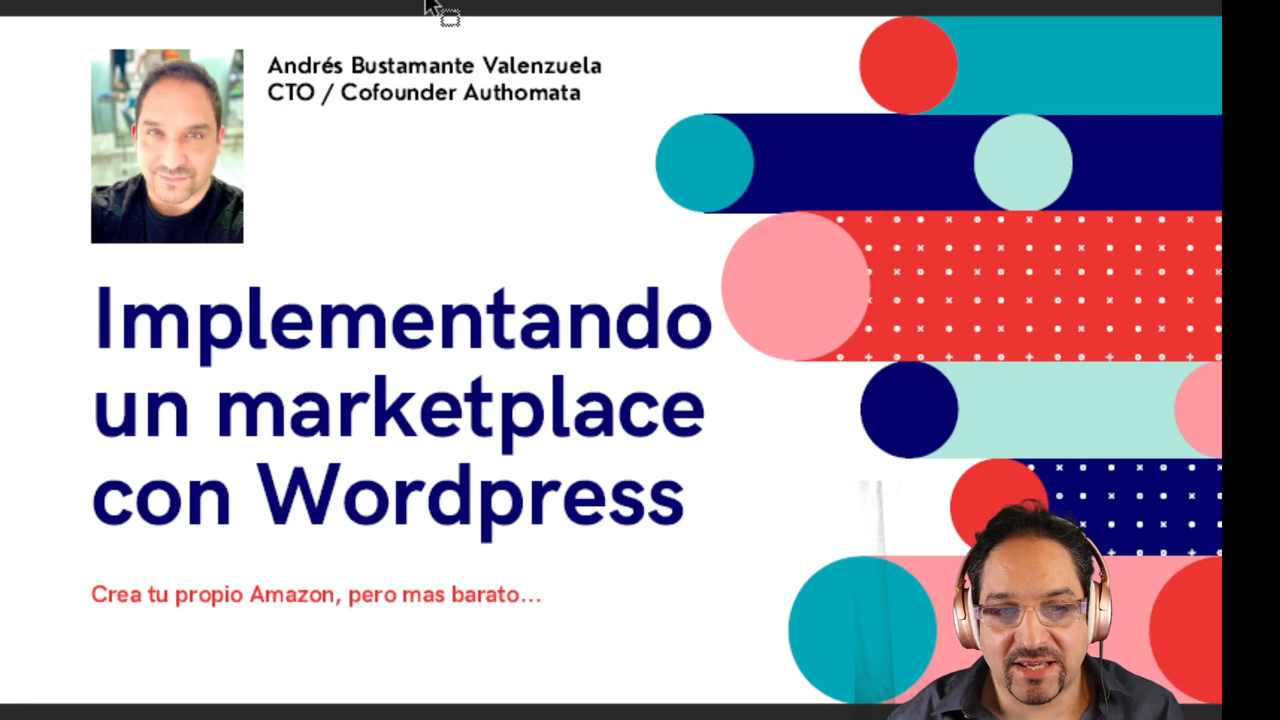 Andrés Bustamante Valenzuela
CTO / Cofounder Authomata
Implementando
un marketplace
con Wordpress
Crea tu propio Amazon, pero mas barato...